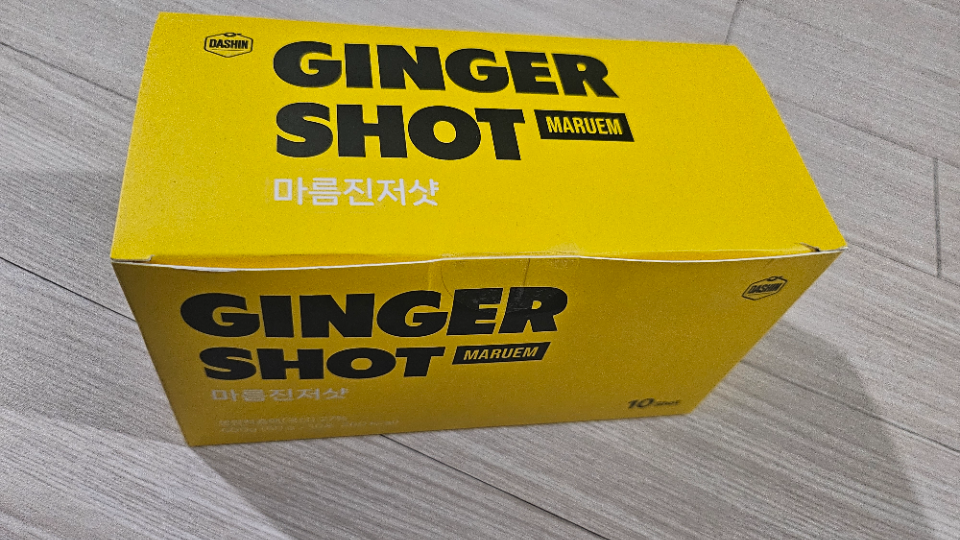 DASHIN
GINGER
SHOT MARUEM
마름진저샷
GINGER
SHOT MARUEM
마름진저샷
DASHIN
10 Shot